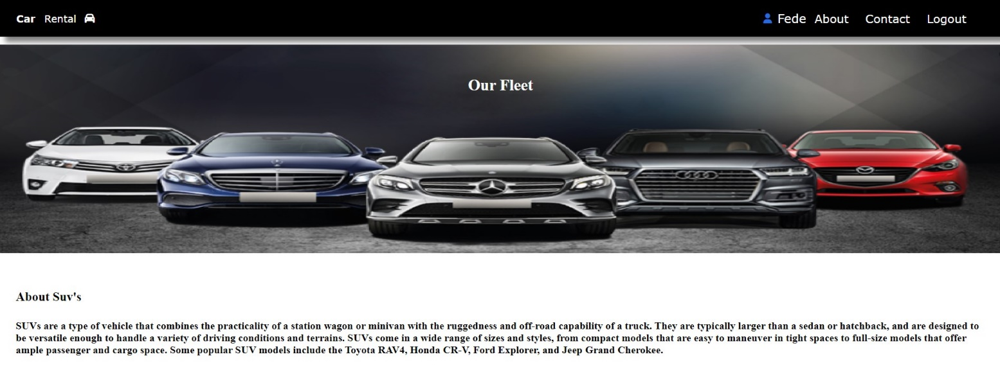 Car Rental
Fede About Contact Logout
Our Fleet
About Suv's
SUVs are a type of vehicle that combines the practicality of a station wagon or minivan with the ruggedness and off-road capability of a truck. They are typically larger than a sedan or hatchback, and are designed to
be versatile enough to handle a variety of driving conditions and terrains. SUVs come in a wide range of sizes and styles, from compact models that are easy to maneuver in tight spaces to full-size models that offer
ample passenger and cargo space. Some popular SUV models include the Toyota RAV4, Honda CR-V, Ford Explorer, and Jeep Grand Cherokee.